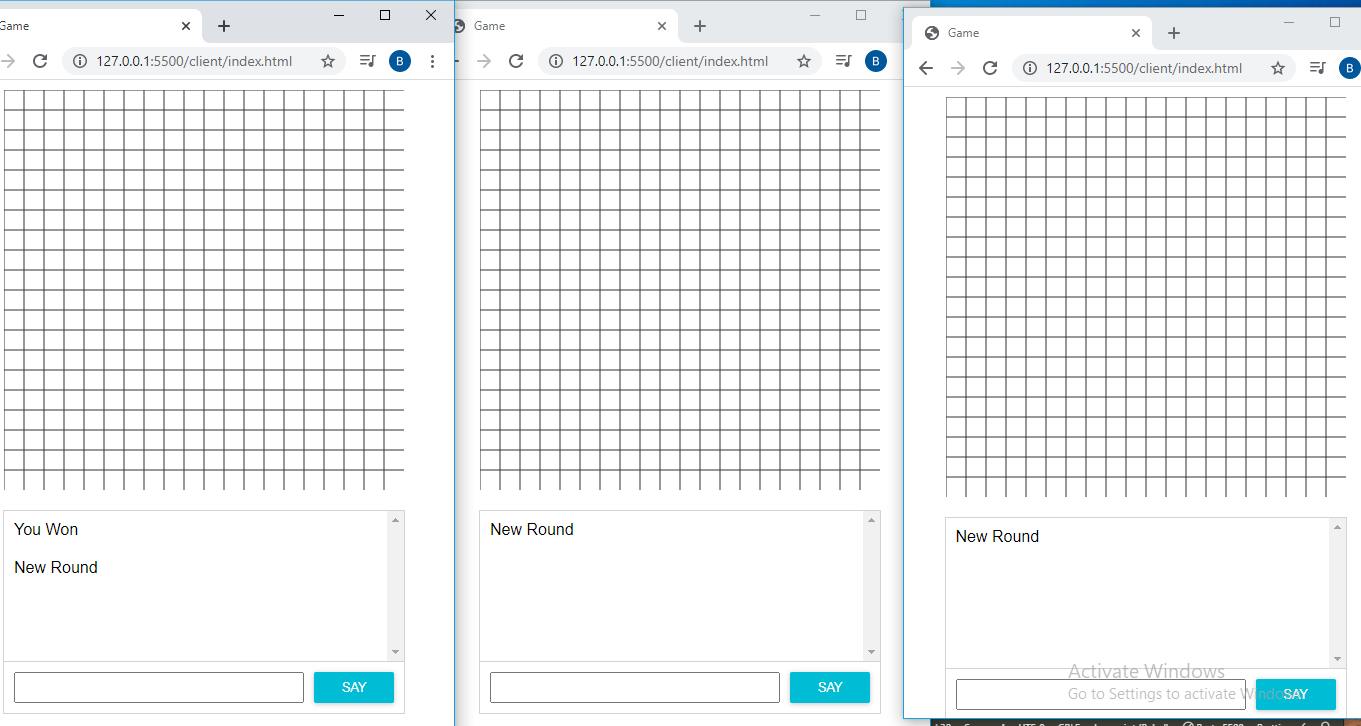 Game
Game
Game
B
B
B
127.0.0.1:5500/client/index.html
127.0.0.1:5500/client/index.html
127.0.0.1:5500/client/index.html
You Won
New Round
New Round
New Round
SAY
SAY
SAY
Activate Windows
Go to Settings to activate Windows.